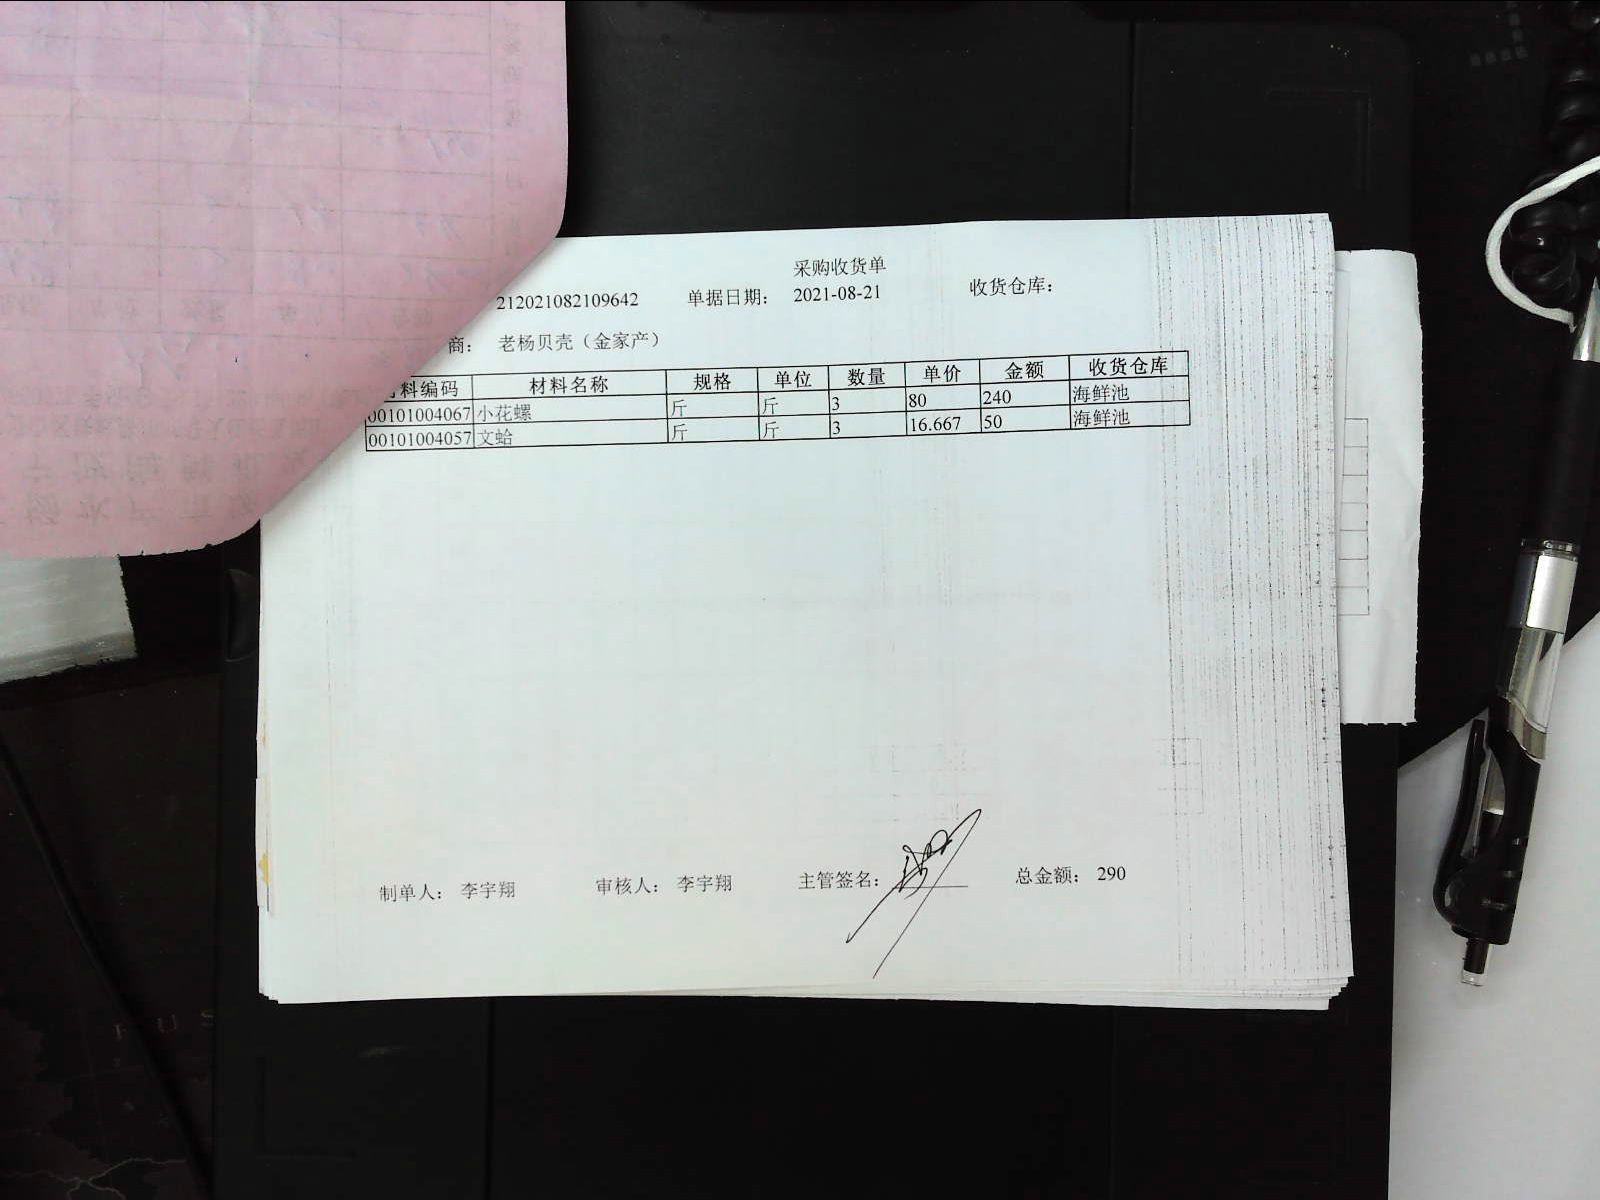 采购收货单
212021082109642 单据日期： 2021-08-21 收货仓库：
商： 老杨贝壳（金家产）
料编码 材料名称 规格 单位 数量 单价 金额 收货仓库
00101004067 小花螺 斤 斤 3 80 240 海鲜池
00101004057 文蛤 斤 斤 3 16.667 50 海鲜池
制单人： 李宇翔 审核人： 李宇翔 主管签名： 总金额： 290